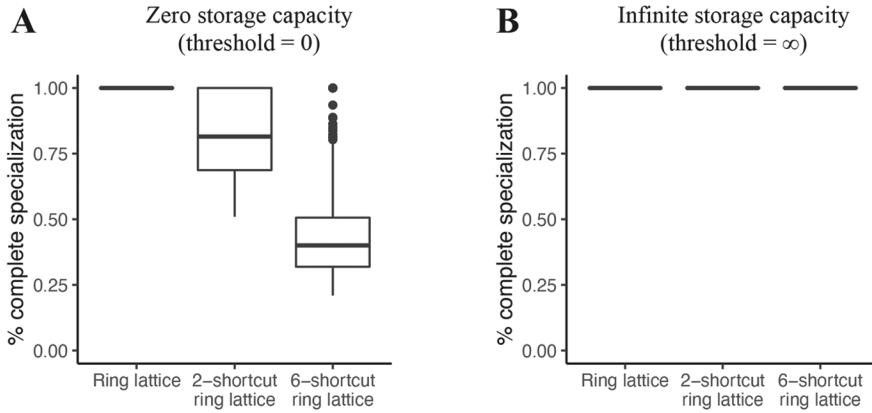 A
Zero storage capacity
(threshold = 0)
% complete specialization
1.00
0.75
0.50
0.25
0.00
Ring lattice
2−shortcut
ring lattice
6−shortcut
ring lattice
B
Infinite storage capacity
(threshold = ∞)
% complete specialization
1.00
0.75
0.50
0.25
0.00
Ring lattice
2−shortcut
ring lattice
6−shortcut
ring lattice